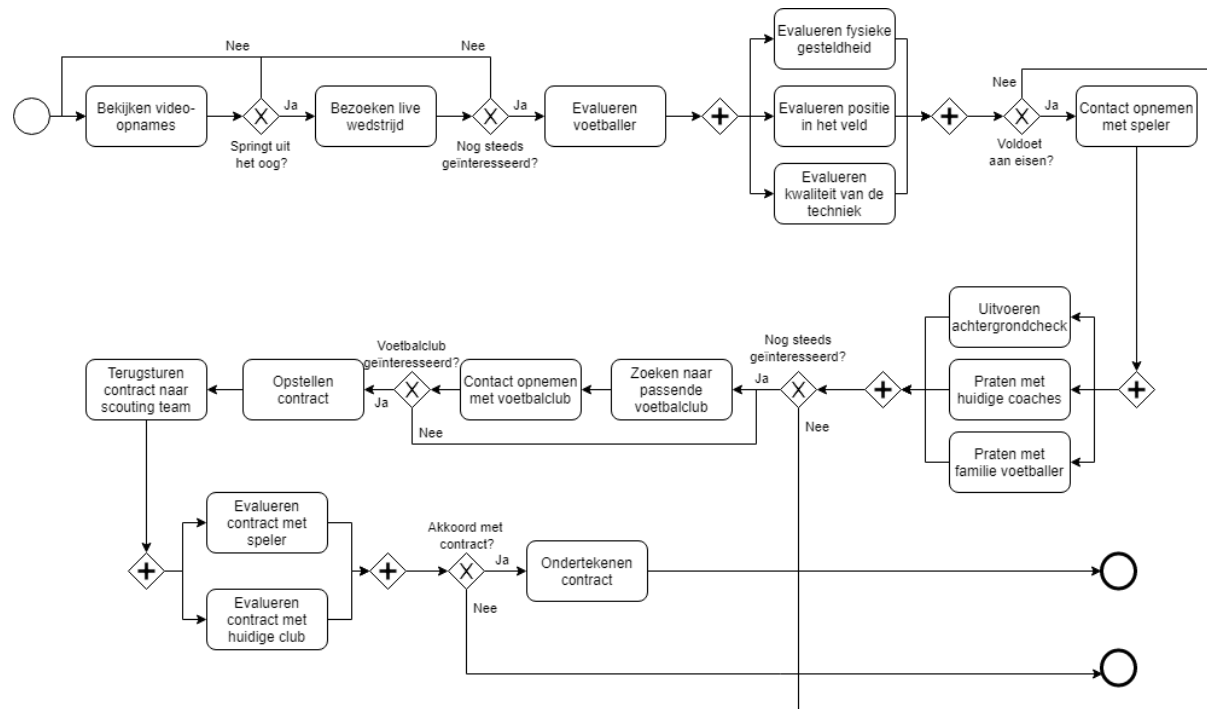 Nee
Nee
Bekijken video-
opnames
Ja
Springt uit
het oog?
Bezoeken live
wedstrijd
Ja
Nog steeds
geïnteresseerd?
Evalueren
voetballer
Evalueren fysieke
gesteldheid
Evalueren positie
in het veld
Evalueren
kwaliteit van de
techniek
Nee
Ja
Voldoet
aan eisen?
Contact opnemen
met speler
Uitvoeren
achtergrondcheck
Praten met
huidige coaches
Praten met
familie voetballer
Nog steeds
geïnteresseerd?
Ja
Nee
Zoeken naar
passende
voetbalclub
Contact opnemen
met voetbalclub
Voetbalclub
geïnteresseerd?
Ja
Nee
Opstellen
contract
Terugsturen
contract naar
scouting team
Evalueren
contract met
speler
Evalueren
contract met
huidige club
Akkoord met
contract?
Ja
Nee
Ondertekenen
contract